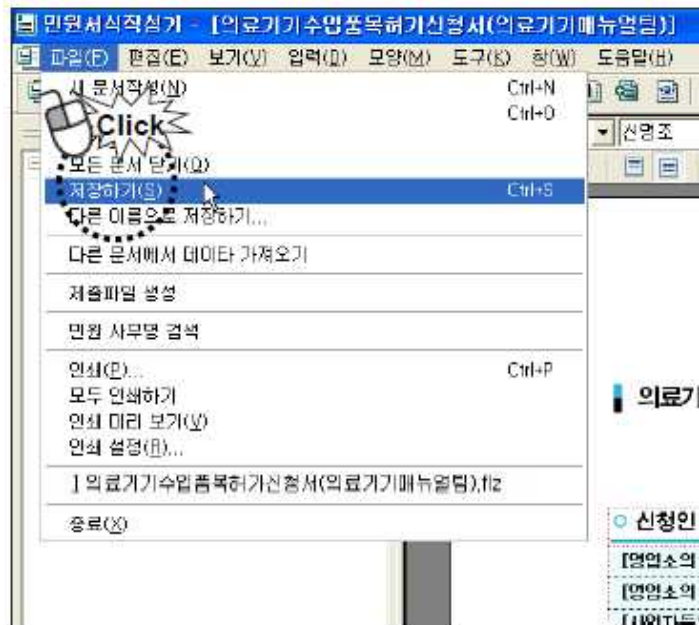 민원서식작성기 - [의료기기수입품목허가신청서(의료기기매뉴얼팀)]
파일(F) 편집(E) 보기(V) 입력(I) 모양(M) 도구(K) 창(W) 도움말(H)
새 문서작성(N) Ctrl+N
Ctrl+O
Click
신명조
모든 문서 닫기(Q)
저장하기(S) Ctrl+S
다른 이름으로 저장하기...
다른 문서에서 데이타 가져오기
제출파일 생성
민원 사무명 검색
인쇄(P)... Ctrl+P
모두 인쇄하기
인쇄 미리 보기(V)
인쇄 설정(R)...
의료기
1 의료기기수입품목허가신청서(의료기기매뉴얼팀).flz
종료(X)
신청인
[영업소의
[영업소의